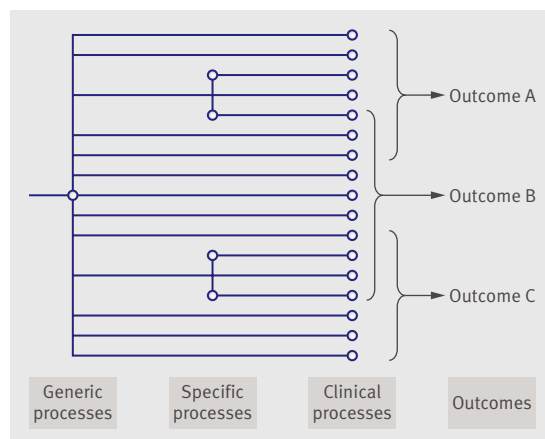 Outcome A
Outcome B
Outcome C
Generic
processes
Specific
processes
Clinical
processes
Outcomes